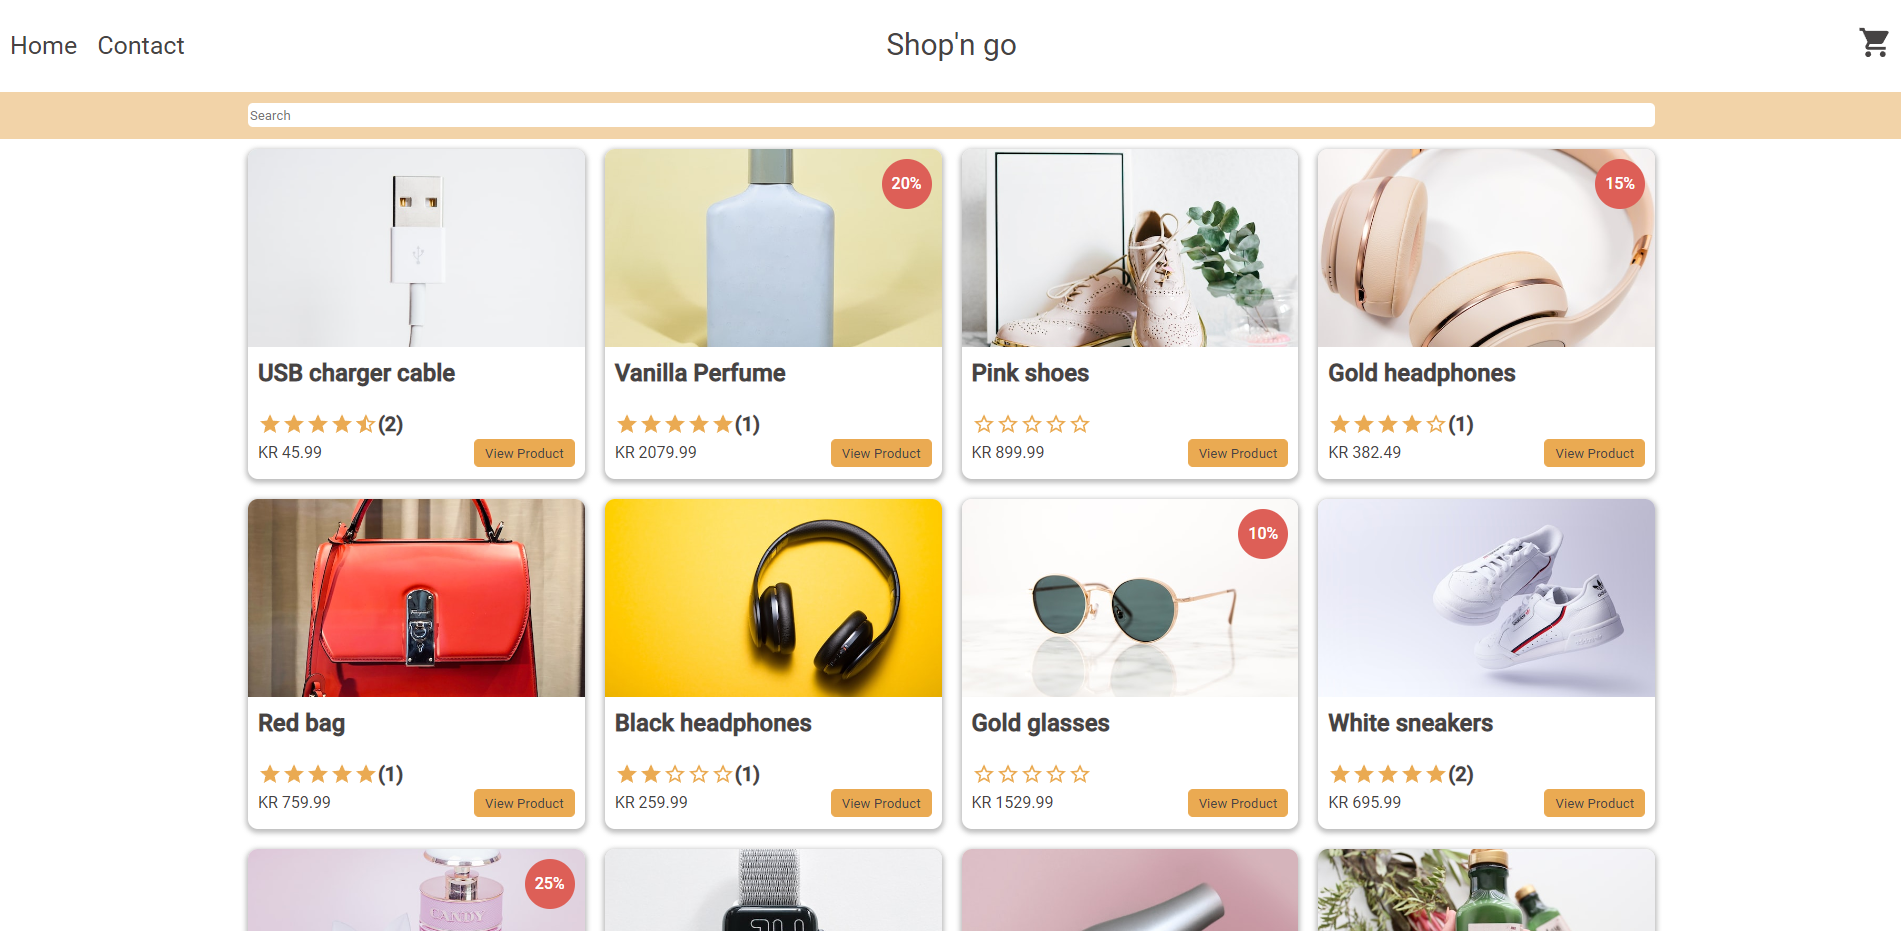 Home Contact Shop'n go
Search
20%
15%
USB charger cable
Vanilla Perfume
Pink shoes
Gold headphones
(2)
(1)
(1)
KR 45.99 View Product
KR 2079.99 View Product
KR 899.99 View Product
KR 382.49 View Product
10%
Red bag
Black headphones
Gold glasses
White sneakers
(1)
(1)
(2)
KR 759.99 View Product
KR 259.99 View Product
KR 1529.99 View Product
KR 695.99 View Product
25%
CANDY